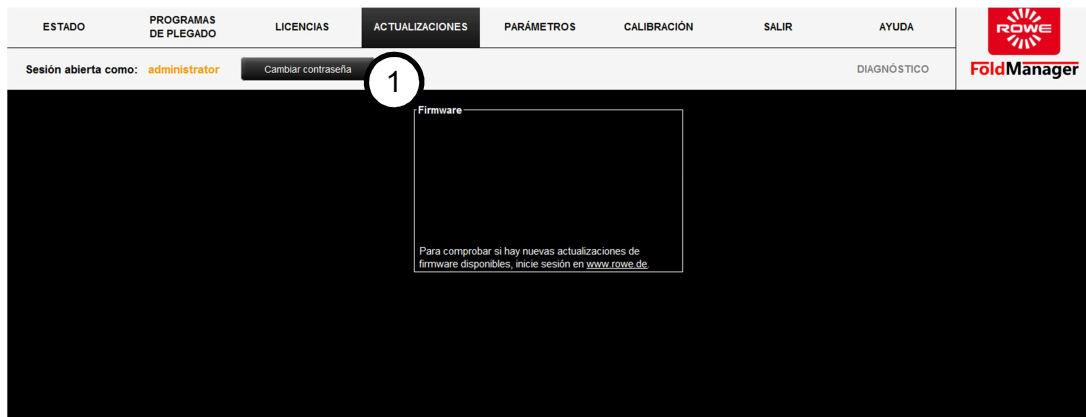 ESTADO
PROGRAMAS
DE PLEGADO
LICENCIAS
ACTUALIZACIONES
PARÁMETROS
CALIBRACIÓN
SALIR
AYUDA
ROWE
Sesión abierta como: administrator
Cambiar contraseña
1
DIAGNÓSTICO
FoldManager
Firmware
Para comprobar si hay nuevas actualizaciones de
firmware disponibles, inicie sesión en www.rowe.de.